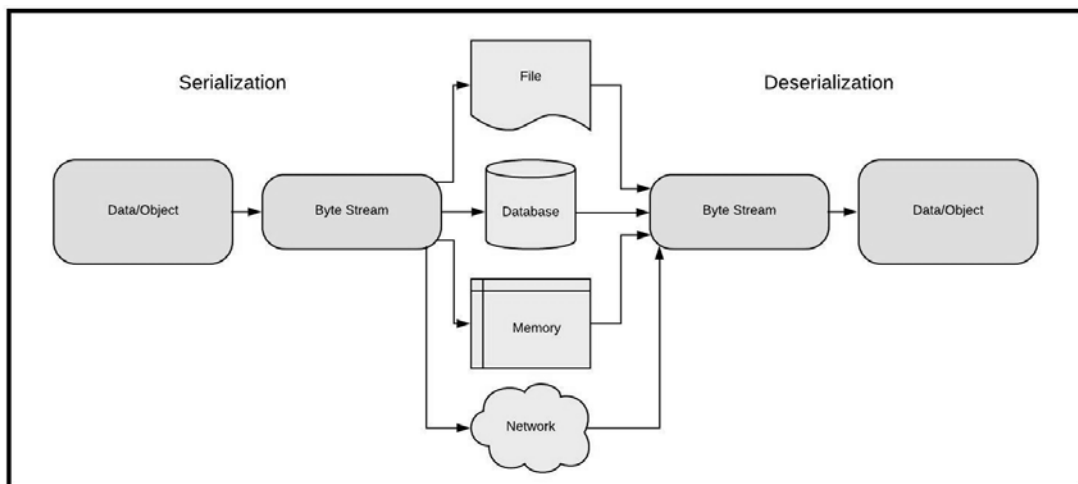 Serialization
Deserialization
File
Data/Object
Byte Stream
Database
Byte Stream
Data/Object
Memory
Network